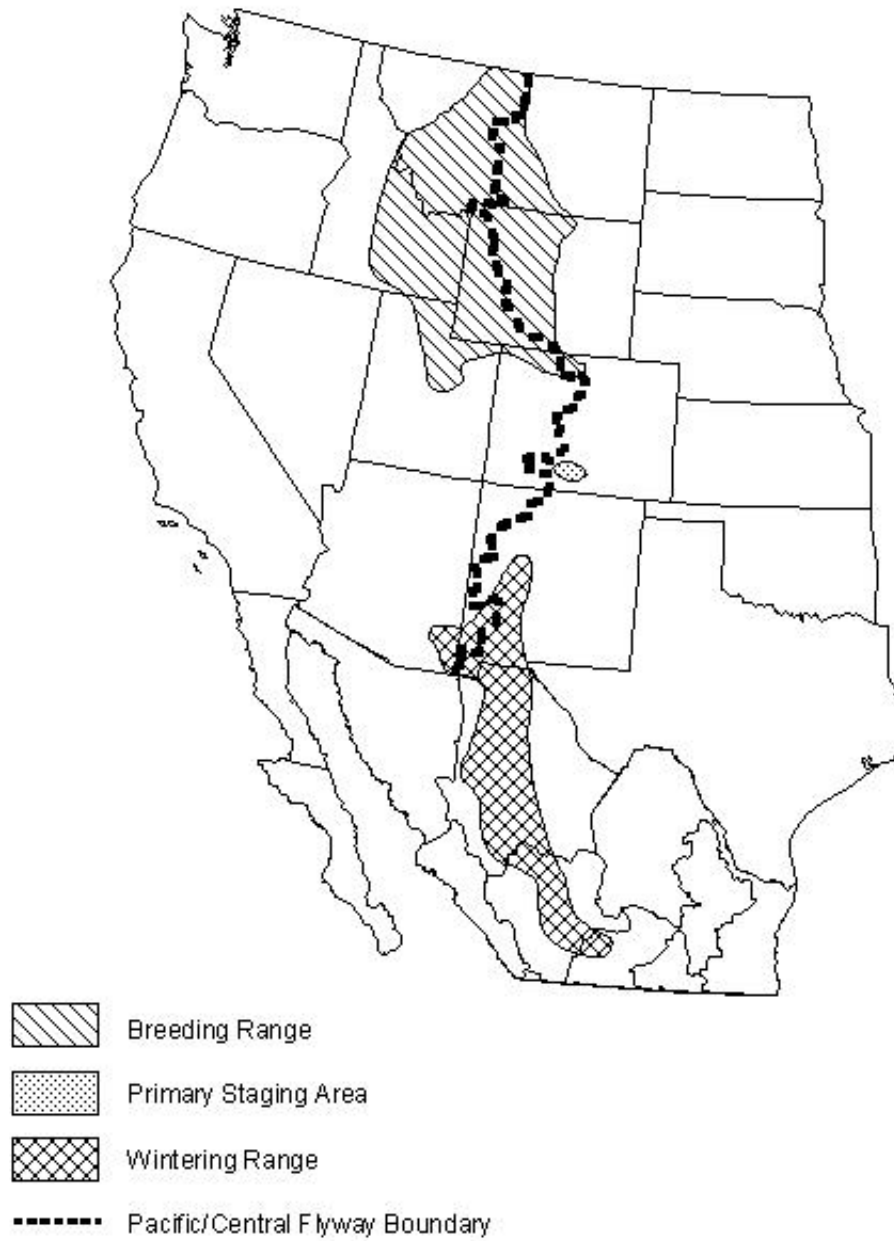 Breeding Range
Primary Staging Area
Wintering Range
Pacific/Central Flyway Boundary